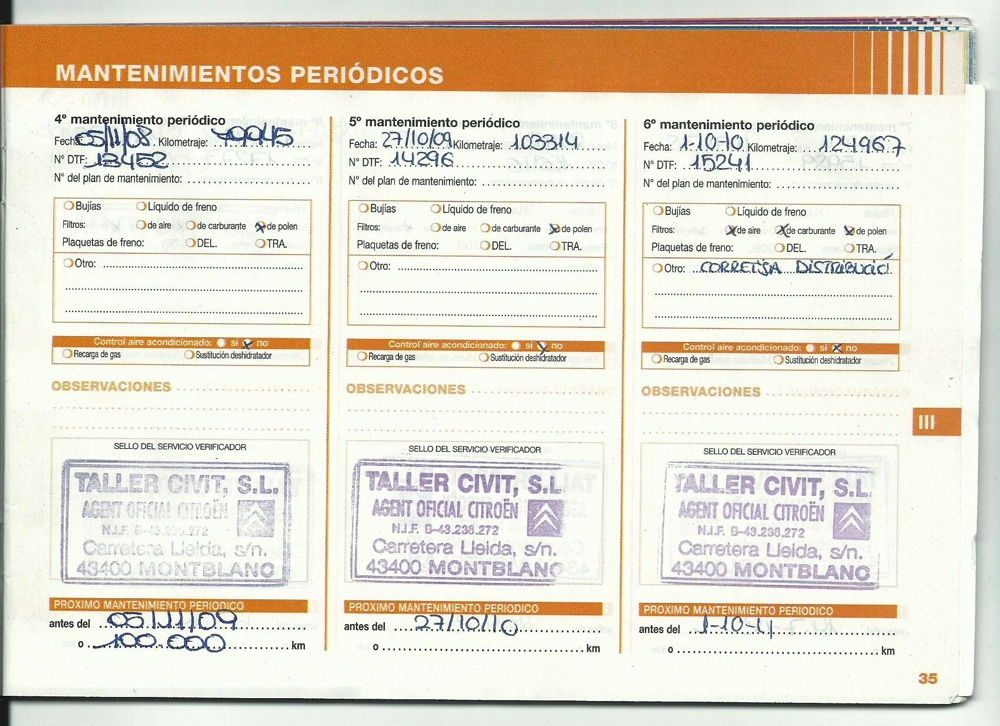 MANTENIMIENTOS PERIÓDICOS
4º mantenimiento periódico
Fecha: 05/11/08 Kilometraje: 79945
N° DTF: 13452
N° del plan de mantenimiento:
Bujías Líquido de freno
Filtros: de aire de carburante de polen
Plaquetas de freno: DEL. TRA.
Otro:
Control aire acondicionado: si no
Recarga de gas Sustitución deshidratador
OBSERVACIONES
SELLO DEL SERVICIO VERIFICADOR
TALLER CIVIT, S.L.
AGENT OFICIAL CITROËN
N.I.F. B-43.238.272
Carretera Lleida, s/n.
43400 MONTBLANC
PROXIMO MANTENIMIENTO PERIODICO
antes del 05/11/09
o 100.000 km
5º mantenimiento periódico
Fecha: 27/10/09 Kilometraje: 103314
N° DTF: 14296
N° del plan de mantenimiento:
Bujías Líquido de freno
Filtros: de aire de carburante de polen
Plaquetas de freno: DEL. TRA.
Otro:
Control aire acondicionado: si no
Recarga de gas Sustitución deshidratador
OBSERVACIONES
SELLO DEL SERVICIO VERIFICADOR
TALLER CIVIT, S.L
AGENT OFICIAL CITROËN
N.I.F. B-43.238.272
Carretera Lleida, s/n.
43400 MONTBLANC
PROXIMO MANTENIMIENTO PERIODICO
antes del 27/10/10
o km
6º mantenimiento periódico
Fecha: 1-10-10 Kilometraje: 124967
N° DTF: 15241
N° del plan de mantenimiento:
Bujías Líquido de freno
Filtros: de aire de carburante de polen
Plaquetas de freno: DEL. TRA.
Otro: CORRETJA DISTRIBUCIÓ
Control aire acondicionado: si no
Recarga de gas Sustitución deshidratador
OBSERVACIONES
SELLO DEL SERVICIO VERIFICADOR
TALLER CIVIT, S.L.
AGENT OFICIAL CITROËN
N.I.F. B-43.238.272
Carretera Lleida, s/n.
43400 MONTBLANC
PROXIMO MANTENIMIENTO PERIODICO
antes del 1-10-11
o km
III
35